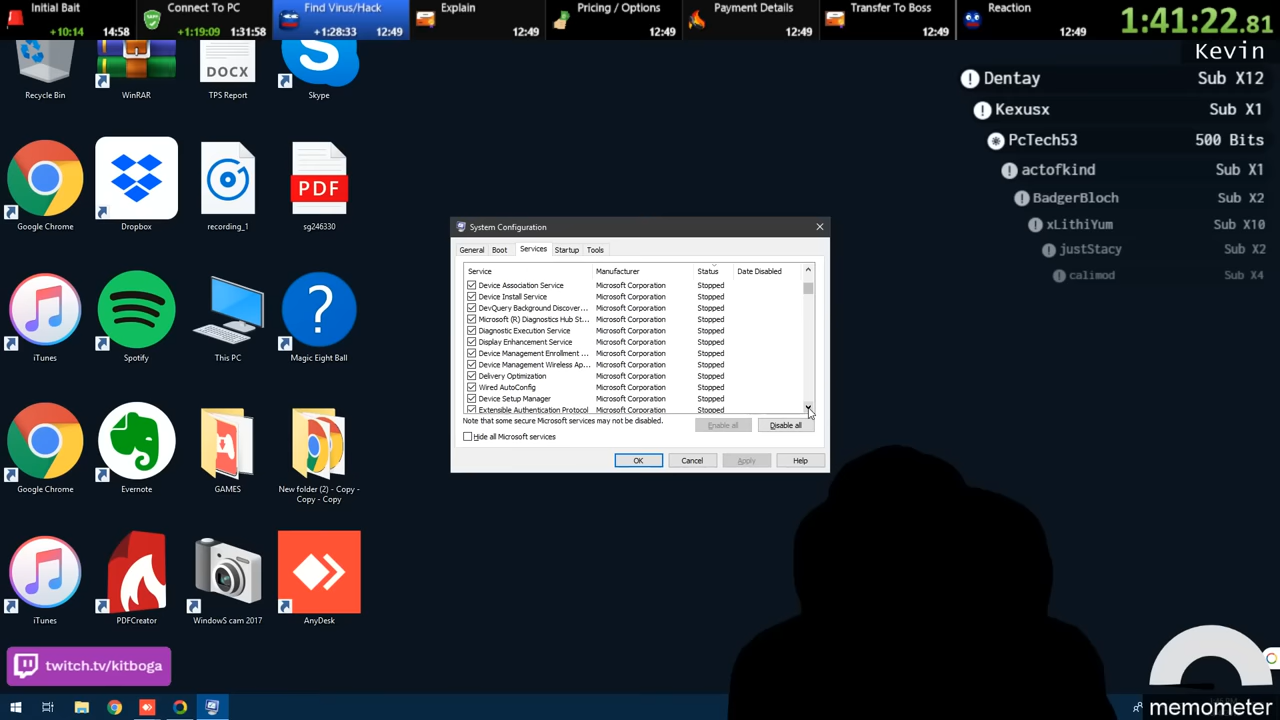 Initial Bait
+10:14 14:58
Connect To PC
+1:19:09 1:31:58
Find Virus/Hack
+1:28:33 12:49
Explain
12:49
Pricing / Options
12:49
Payment Details
12:49
Transfer To Boss
12:49
Reaction
12:49
1:41:22.81
Kevin
Dentay Sub X12
Kexusx Sub X1
PcTech53 500 Bits
actofkind Sub X1
BadgerBloch Sub X2
xLithiYum Sub X10
justStacy Sub X2
calimod Sub X4
Recycle Bin
WinRAR
DOCX
TPS Report
Skype
Google Chrome
Dropbox
recording_1
PDF
sg246330
iTunes
Spotify
This PC
Magic Eight Ball
Google Chrome
Evernote
GAMES
New folder (2) - Copy -
Copy - Copy
iTunes
PDFCreator
WindowS cam 2017
AnyDesk
System Configuration
General Boot Services Startup Tools
Service Manufacturer Status Date Disabled
Device Association Service Microsoft Corporation Stopped
Device Install Service Microsoft Corporation Stopped
DevQuery Background Discover... Microsoft Corporation Stopped
Microsoft (R) Diagnostics Hub St... Microsoft Corporation Stopped
Diagnostic Execution Service Microsoft Corporation Stopped
Display Enhancement Service Microsoft Corporation Stopped
Device Management Enrollment ... Microsoft Corporation Stopped
Device Management Wireless Ap... Microsoft Corporation Stopped
Delivery Optimization Microsoft Corporation Stopped
Wired AutoConfig Microsoft Corporation Stopped
Device Setup Manager Microsoft Corporation Stopped
Extensible Authentication Protocol Microsoft Corporation Stopped
Note that some secure Microsoft services may not be disabled.
Enable all Disable all
Hide all Microsoft services
OK Cancel Apply Help
twitch.tv/kitboga
memometer